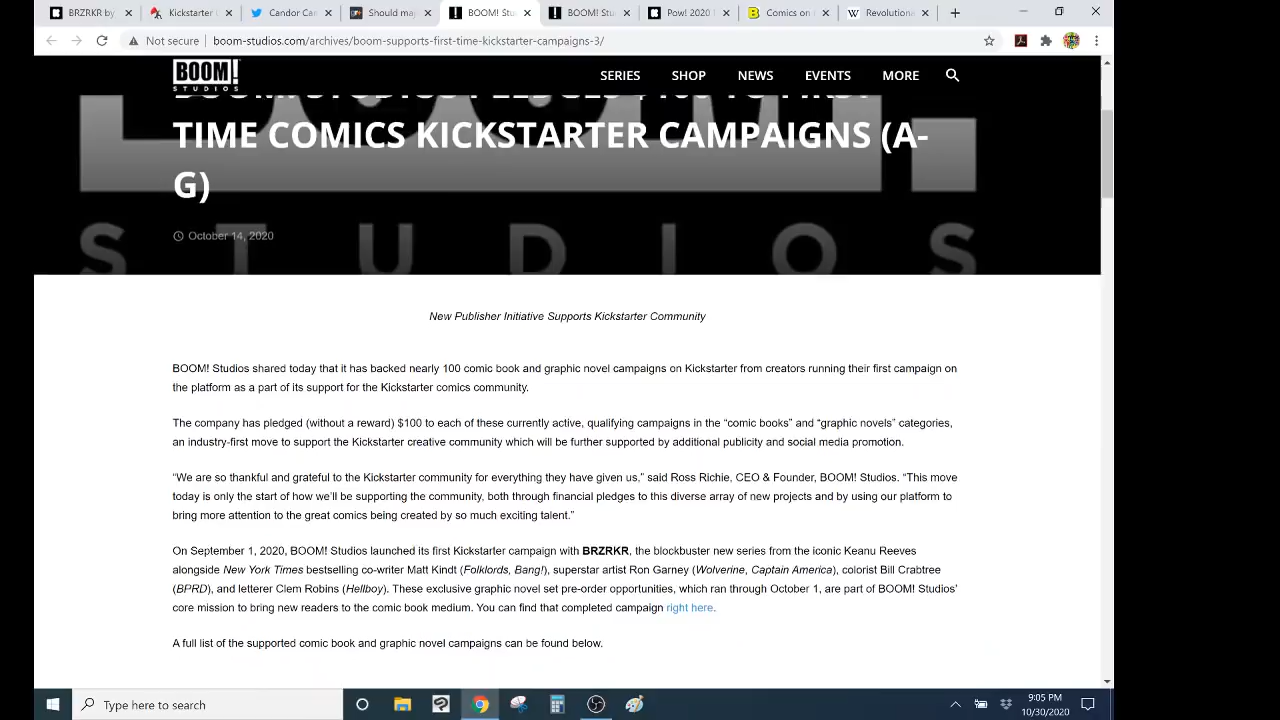 BRZRKR by
Kickstarter
Candor Ca
Should ma
BOOM! Stu
BOOM! Stu
Pow! 2020
Comics on
Revolutiona
Not secure
boom-studios.com/archives/boom-supports-first-time-kickstarter-campaigns-3/
BOOM! STUDIOS
SERIES
SHOP
NEWS
EVENTS
MORE
BOOM! STUDIOS PLEDGES $100 TO FIRST
TIME COMICS KICKSTARTER CAMPAIGNS (A-
G)
October 14, 2020
STUDIOS
New Publisher Initiative Supports Kickstarter Community
BOOM! Studios shared today that it has backed nearly 100 comic book and graphic novel campaigns on Kickstarter from creators running their first campaign on
the platform as a part of its support for the Kickstarter comics community.
The company has pledged (without a reward) $100 to each of these currently active, qualifying campaigns in the “comic books” and “graphic novels” categories,
an industry-first move to support the Kickstarter creative community which will be further supported by additional publicity and social media promotion.
“We are so thankful and grateful to the Kickstarter community for everything they have given us,” said Ross Richie, CEO & Founder, BOOM! Studios. “This move
today is only the start of how we’ll be supporting the community, both through financial pledges to this diverse array of new projects and by using our platform to
bring more attention to the great comics being created by so much exciting talent.”
On September 1, 2020, BOOM! Studios launched its first Kickstarter campaign with BRZRKR, the blockbuster new series from the iconic Keanu Reeves
alongside New York Times bestselling co-writer Matt Kindt (Folklords, Bang!), superstar artist Ron Garney (Wolverine, Captain America), colorist Bill Crabtree
(BPRD), and letterer Clem Robins (Hellboy). These exclusive graphic novel set pre-order opportunities, which ran through October 1, are part of BOOM! Studios’
core mission to bring new readers to the comic book medium. You can find that completed campaign right here.
A full list of the supported comic book and graphic novel campaigns can be found below.
Type here to search
9:05 PM
10/30/2020